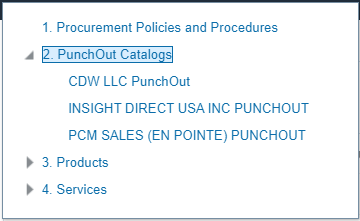 1. Procurement Policies and Procedures
2. PunchOut Catalogs
CDW LLC PunchOut
INSIGHT DIRECT USA INC PUNCHOUT
PCM SALES (EN POINTE) PUNCHOUT
3. Products
4. Services